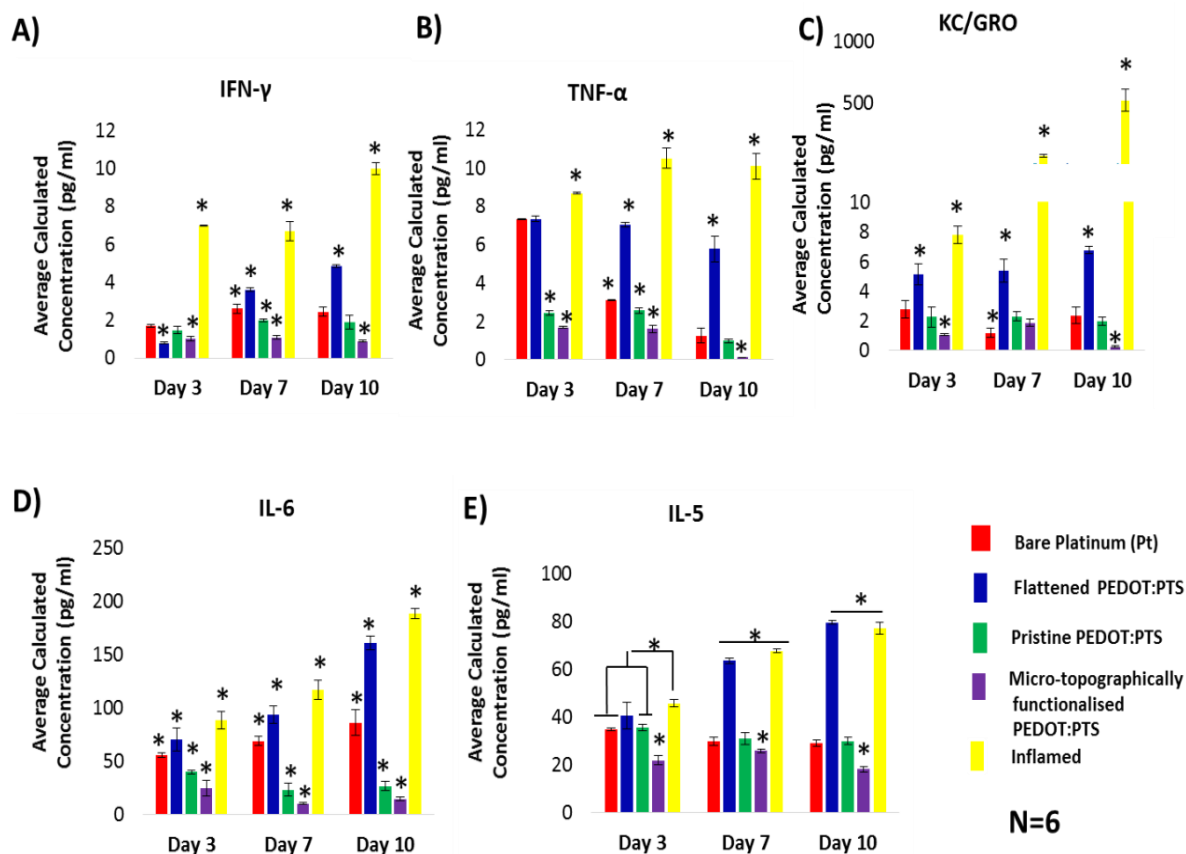 A)
IFN-γ
Average Calculated
Concentration (pg/ml)
12
10
8
6
4
2
0
* * * * * * * * * *
Day 3 Day 7 Day 10
B)
TNF-α
Average Calculated
Concentration (pg/ml)
12
10
8
6
4
2
0
* * * * * * * * * * *
Day 3 Day 7 Day 10
C)
KC/GRO
Average Calculated
Concentration (pg/ml)
1000
500
10
8
6
4
2
0
* * * * * * * * *
Day 3 Day 7 Day 10
D)
IL-6
Average Calculated
Concentration (pg/ml)
250
200
150
100
50
0
* * * * * * * * * * * * * * *
Day 3 Day 7 Day 10
E)
IL-5
Average Calculated
Concentration (pg/ml)
100
80
60
40
20
0
* * * * * *
Day 3 Day 7 Day 10
Bare Platinum (Pt)
Flattened PEDOT:PTS
Pristine PEDOT:PTS
Micro-topographically
functionalised
PEDOT:PTS
Inflamed
N=6